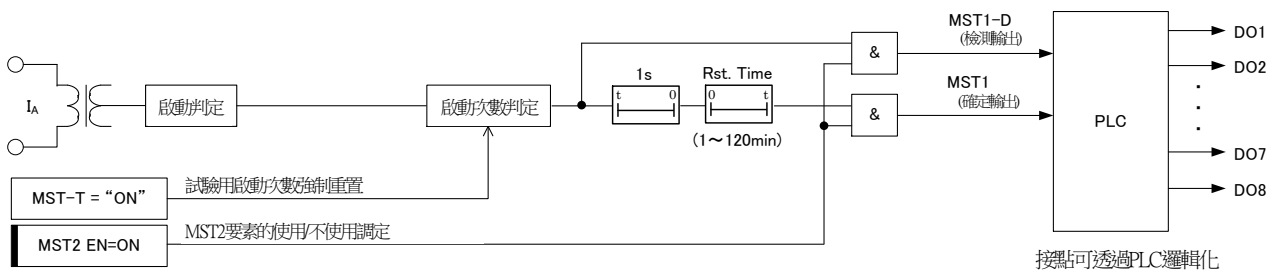 MST1-D
(檢測輸出)
DO1
&
1s
Rst. Time
DO2
IA
啟動判定
啟動次數判定
t 0
0 t
MST1
(確定輸出)
&
PLC
(1～120min)
DO7
MST-T = “ON”
試驗用啟動次數強制重置
DO8
MST2 EN=ON
MST2要素的使用/不使用調定
接點可透過PLC邏輯化